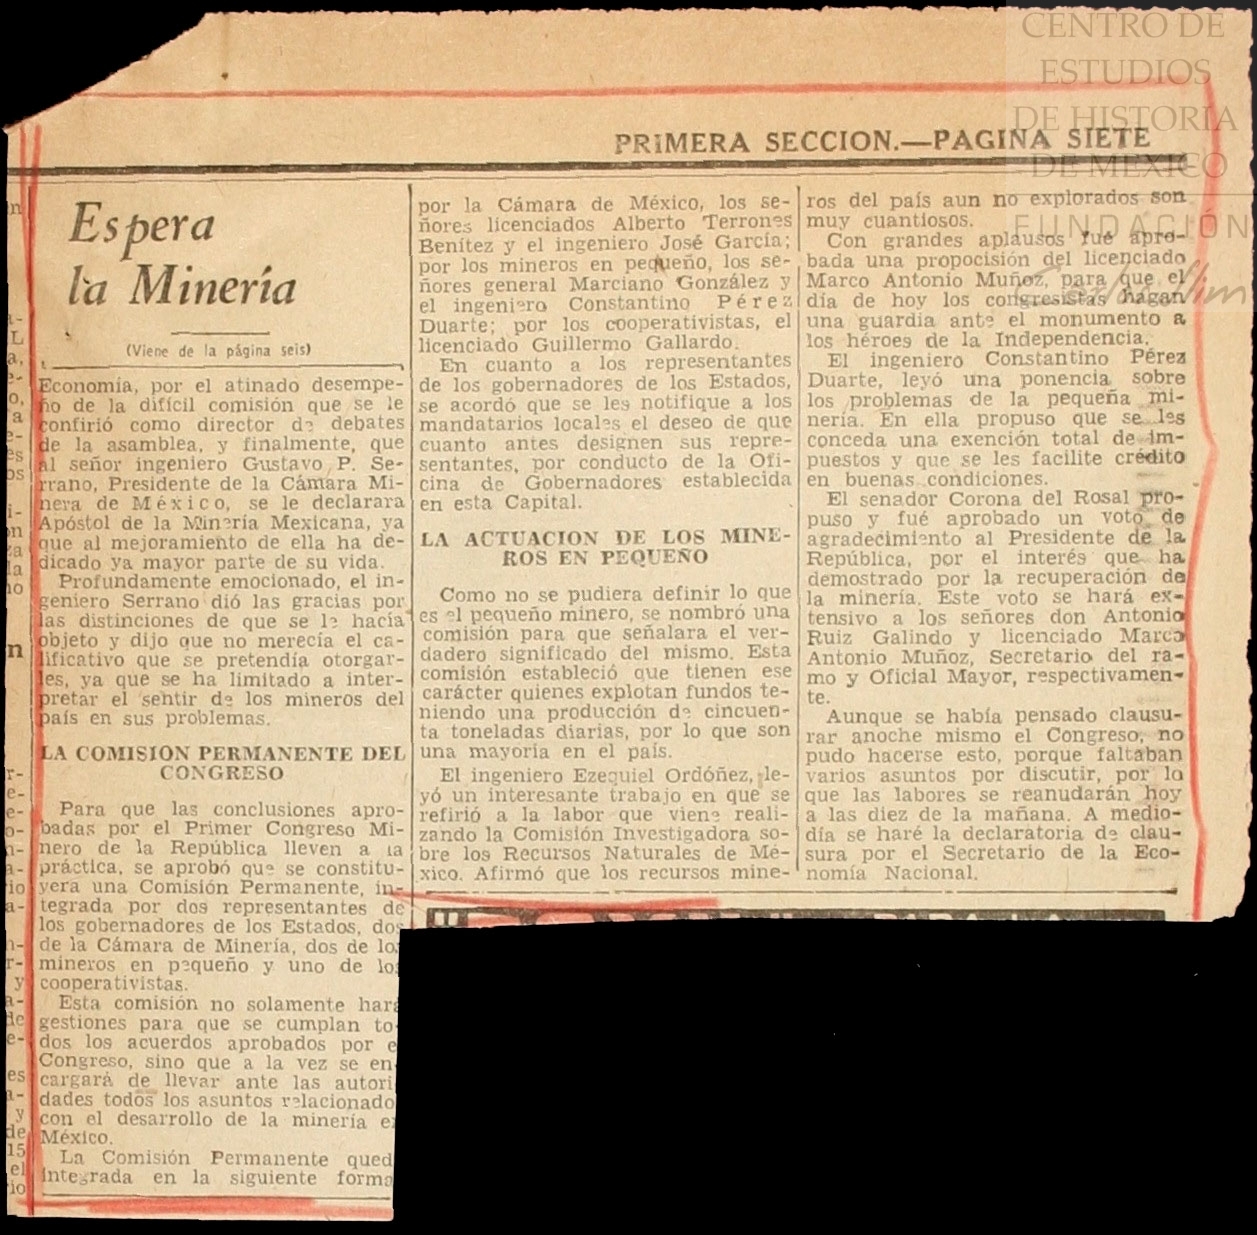 CENTRO DE
ESTUDIOS
DE HISTORIA
DE MEXICO
FUNDACIÓN
PRIMERA SECCION.—PAGINA SIETE
Espera
la Minería
(Viene de la página seis)
Economía, por el atinado desempe-
ño de la difícil comisión que se le
confirió como director de debates
de la asamblea, y finalmente, que
al señor ingeniero Gustavo P. Se-
rrano, Presidente de la Cámara Mi-
nera de México, se le declarara
Apóstol de la Minería Mexicana, ya
que al mejoramiento de ella ha de-
dicado ya mayor parte de su vida.
Profundamente emocionado, el in-
geniero Serrano dió las gracias por
las distinciones de que se le hacía
objeto y dijo que no merecía el ca-
lificativo que se pretendía otorgar-
les, ya que se ha limitado a inter-
pretar el sentir de los mineros del
país en sus problemas.
LA COMISION PERMANENTE DEL
CONGRESO
Para que las conclusiones apro-
badas por el Primer Congreso Mi-
nero de la República lleven a la
práctica, se aprobó que se constitu-
yera una Comisión Permanente, in-
tegrada por dos representantes de
los gobernadores de los Estados, dos
de la Cámara de Minería, dos de los
mineros en pequeño y uno de los
cooperativistas.
Esta comisión no solamente hará
gestiones para que se cumplan to-
dos los acuerdos aprobados por e
Congreso, sino que a la vez se en-
cargará de llevar ante las autori
dades todos los asuntos relacionado
con el desarrollo de la minería e
México.
La Comisión Permanente qued
integrada en la siguiente forma
por la Cámara de México, los se-
ñores licenciados Alberto Terrones
Benítez y el ingeniero José García;
por los mineros en pequeño, los se-
ñores general Marciano González y
el ingeniero Constantino Pérez
Duarte; por los cooperativistas, el
licenciado Guillermo Gallardo.
En cuanto a los representantes
de los gobernadores de los Estados,
se acordó que se les notifique a los
mandatarios locales el deseo de que
cuanto antes designen sus repre-
sentantes, por conducto de la Ofi-
cina de Gobernadores establecida
en esta Capital.
LA ACTUACION DE LOS MINE-
ROS EN PEQUEÑO
Como no se pudiera definir lo que
es el pequeño minero, se nombró una
comisión para que señalara el ver-
dadero significado del mismo. Esta
comisión estableció que tienen ese
carácter quienes explotan fundos te-
niendo una producción de cincuen-
ta toneladas diarias, por lo que son
una mayoría en el país.
El ingeniero Ezequiel Ordóñez, le-
yó un interesante trabajo en que se
refirió a la labor que viene reali-
zando la Comisión Investigadora so-
bre los Recursos Naturales de Mé-
xico. Afirmó que los recursos mine-
ros del país aun no explorados son
muy cuantiosos.
Con grandes aplausos fué apro-
bada una propocisión del licenciado
Marco Antonio Muñoz, para que el
día de hoy los congresistas hagan
una guardia ante el monumento a
los héroes de la Independencia.
El ingeniero Constantino Pérez
Duarte, leyó una ponencia sobre
los problemas de la pequeña mi-
nería. En ella propuso que se les
conceda una exención total de im-
puestos y que se les facilite crédito
en buenas condiciones.
El senador Corona del Rosal pro-
puso y fué aprobado un voto de
agradecimiento al Presidente de la
República, por el interés que ha
demostrado por la recuperación de
la minería. Este voto se hará ex-
tensivo a los señores don Antonio
Ruiz Galindo y licenciado Marco
Antonio Muñoz, Secretario del ra-
mo y Oficial Mayor, respectivamen-
te.
Aunque se había pensado clausu-
rar anoche mismo el Congreso, no
pudo hacerse esto, porque faltaban
varios asuntos por discutir, por lo
que las labores se reanudarán hoy
a las diez de la mañana. A medio-
día se haré la declaratoria de clau-
sura por el Secretario de la Eco-
nomía Nacional.